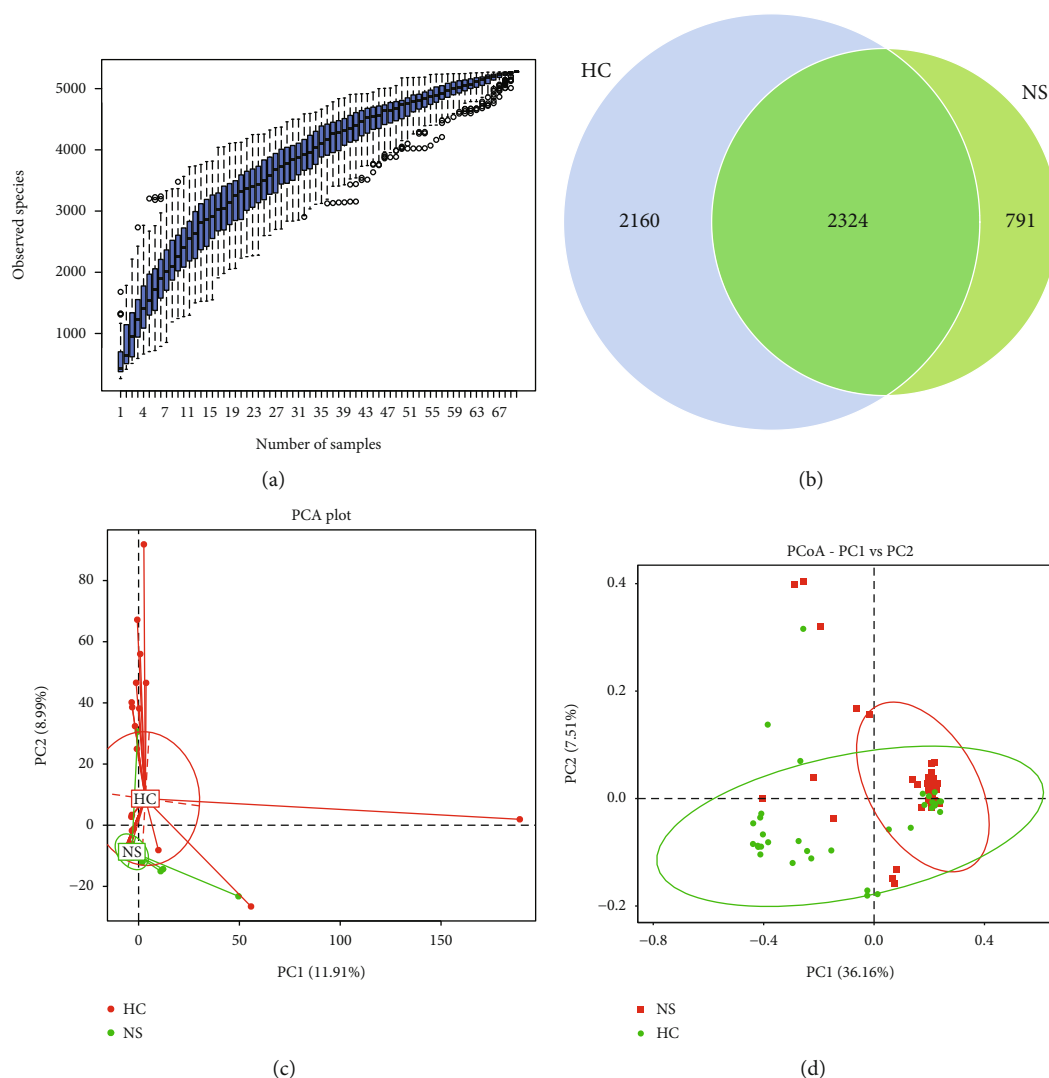 5000
4000
3000
2000
1000
Observed species
1 4 7 11 15 19 23 27 31 35 39 43 47 51 55 59 63 67
Number of samples
(a)
HC
NS
2160
2324
791
(b)
PCA plot
80
60
40
20
0
−20
PC2 (8.99%)
HC
NS
0 50 100 150
PC1 (11.91%)
HC
NS
(c)
PCoA - PC1 vs PC2
0.4
0.2
0.0
−0.2
PC2 (7.51%)
−0.8 −0.4 0.0 0.4
PC1 (36.16%)
NS
HC
(d)